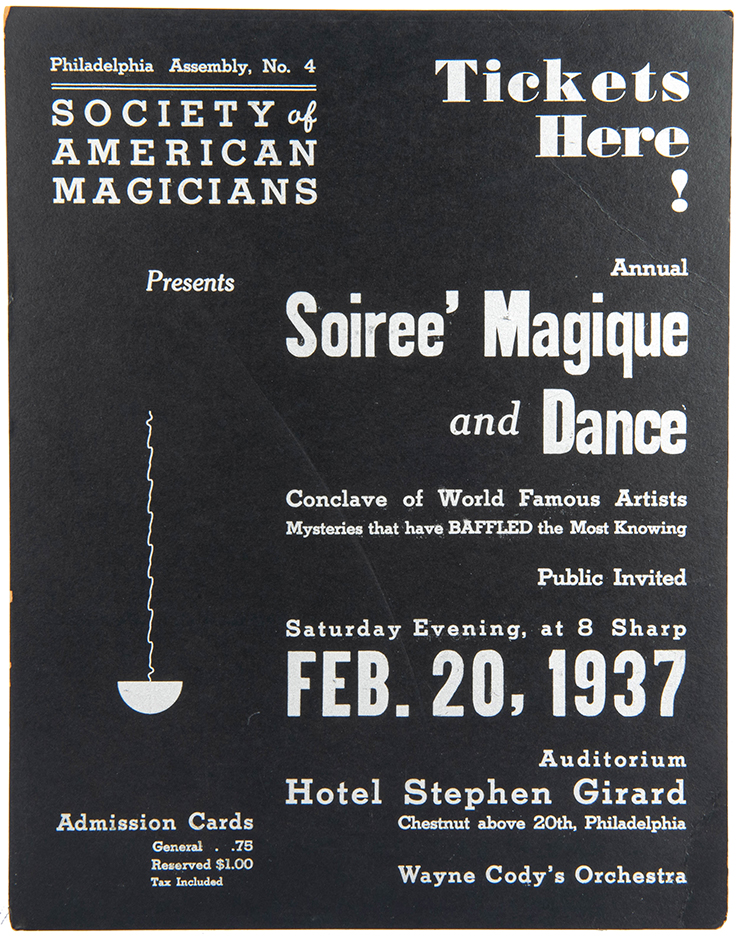 Philadelphia Assembly, No. 4
SOCIETY of
AMERICAN
MAGICIANS
Tickets
Here
!
Presents
Annual
Soiree' Magique
and Dance
Conclave of World Famous Artists
Mysteries that have BAFFLED the Most Knowing
Public Invited
Saturday Evening, at 8 Sharp
FEB. 20, 1937
Auditorium
Hotel Stephen Girard
Chestnut above 20th, Philadelphia
Wayne Cody's Orchestra
Admission Cards
General . .75
Reserved $1.00
Tax Included